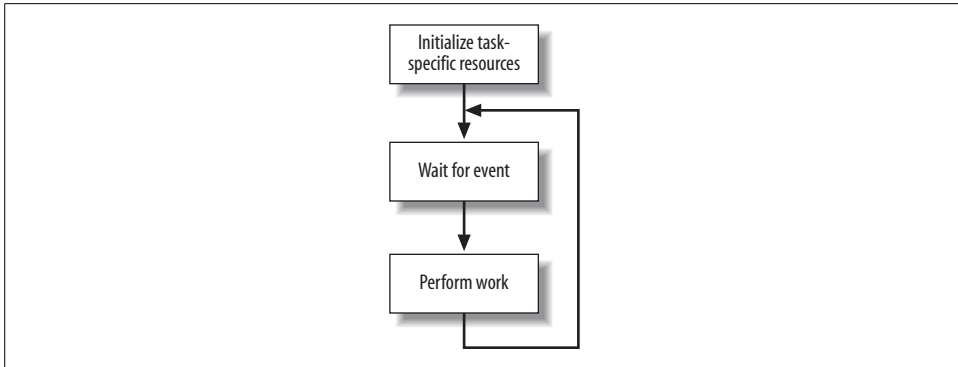 Initialize task-
specific resources
Wait for event
Perform work